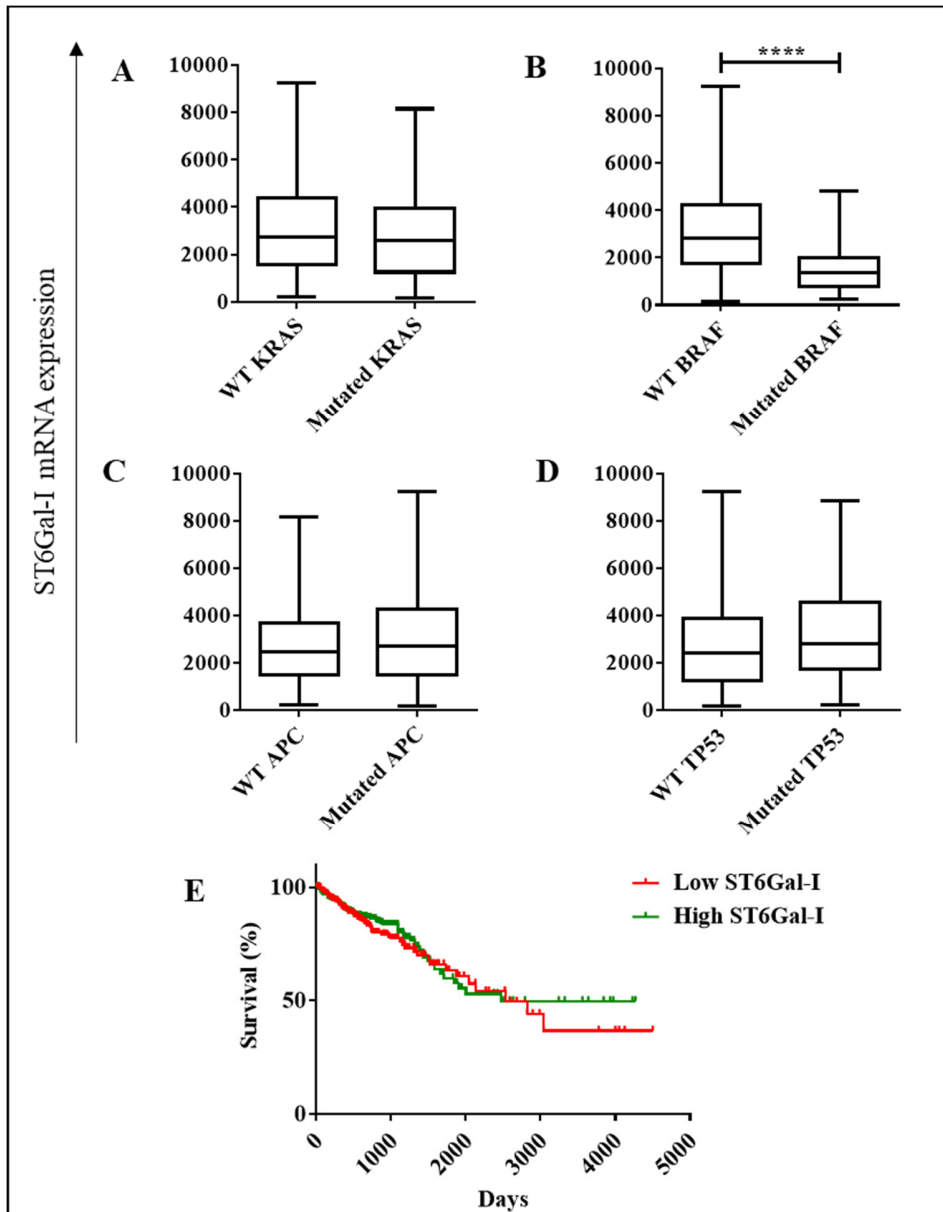 ST6Gal-I mRNA expression
A
10000
8000
6000
4000
2000
0
WT KRAS
Mutated KRAS
B
****
10000
8000
6000
4000
2000
0
WT BRAF
Mutated BRAF
C
10000
8000
6000
4000
2000
0
WT APC
Mutated APC
D
10000
8000
6000
4000
2000
0
WT TP53
Mutated TP53
E
Low ST6Gal-I
High ST6Gal-I
Survival (%)
100
50
0
0
1000
2000
3000
4000
5000
Days